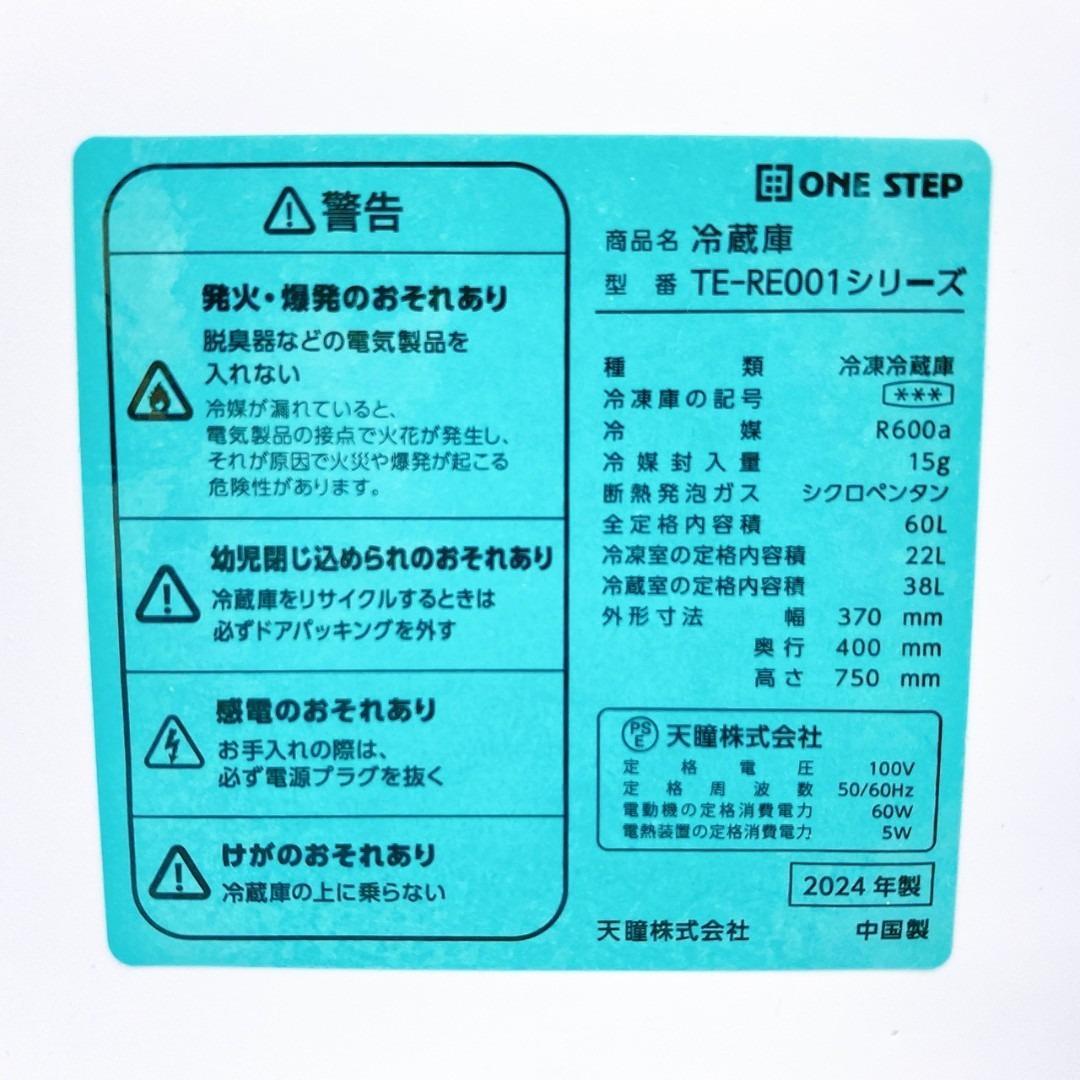 警告
発火・爆発のおそれあり
脱臭器などの電気製品を
入れない
冷媒が漏れていると、
電気製品の接点で火花が発生し、
それが原因で火災や爆発が起こる
危険性があります。
幼児閉じ込められのおそれあり
冷蔵庫をリサイクルするときは
必ずドアパッキングを外す
感電のおそれあり
お手入れの際は、
必ず電源プラグを抜く
けがのおそれあり
冷蔵庫の上に乗らない
ONE STEP
商品名 冷蔵庫
型番 TE-RE001シリーズ
種類 冷凍冷蔵庫
冷凍庫の記号 ***
冷媒 R600a
冷媒封入量 15g
断熱発泡ガス シクロペンタン
全定格内容積 60L
冷凍室の定格内容積 22L
冷蔵室の定格内容積 38L
外形寸法 幅 370 mm
奥行 400 mm
高さ 750 mm
PSE 天瞳株式会社
定格電圧 100V
定格周波数 50/60Hz
電動機の定格消費電力 60W
電熱装置の定格消費電力 5W
2024年製
天瞳株式会社 中国製